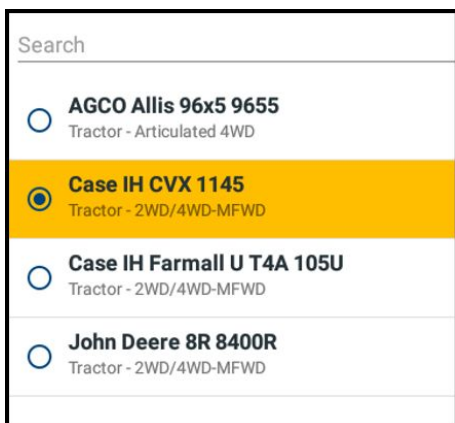 Search
AGCO Allis 96x5 9655
Tractor - Articulated 4WD
Case IH CVX 1145
Tractor - 2WD/4WD-MFWD
Case IH Farmall U T4A 105U
Tractor - 2WD/4WD-MFWD
John Deere 8R 8400R
Tractor - 2WD/4WD-MFWD